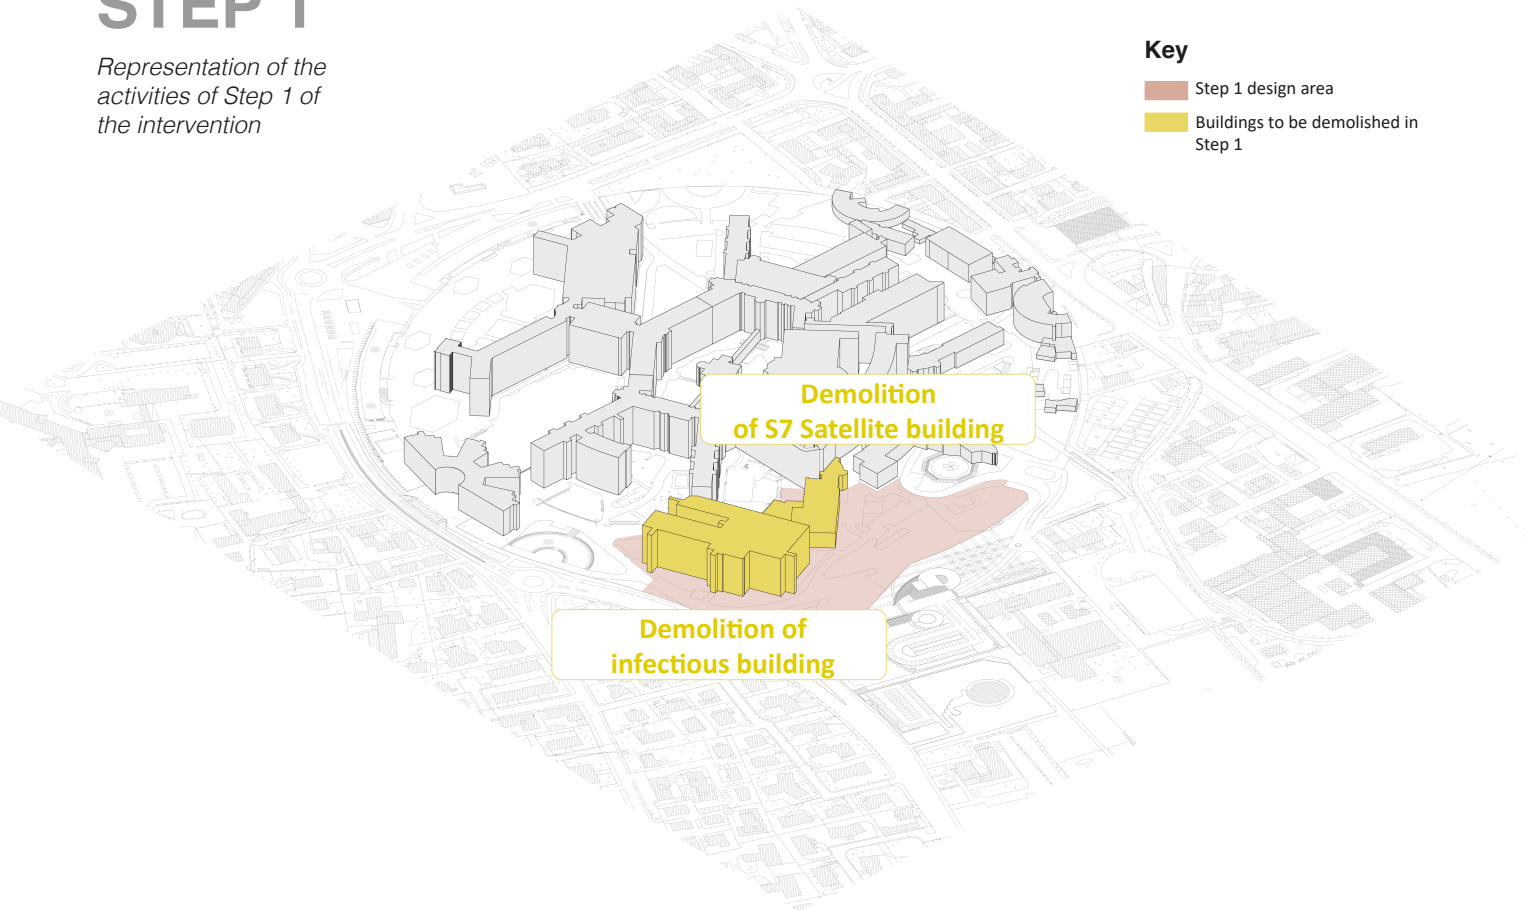 STEP 1
Representation of the
activities of Step 1 of
the intervention
Key
Step 1 design area
Buildings to be demolished in
Step 1
Demolition
of S7 Satellite building
Demolition of
infectious building